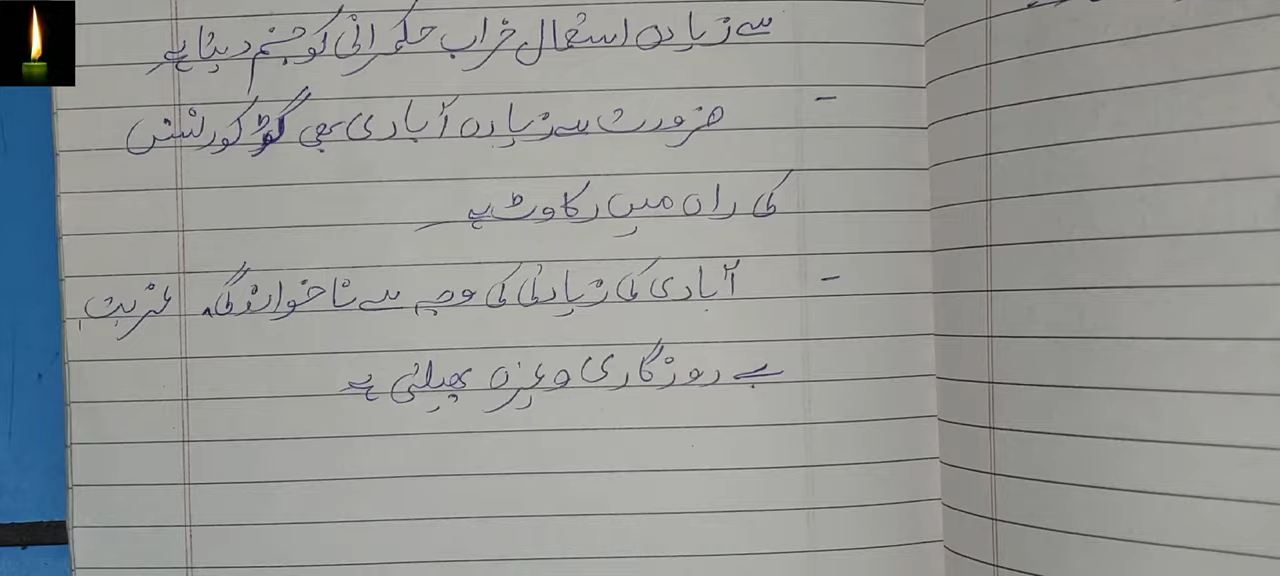 سے زیادہ استعمال خراب حکمرانی کو جنم دیتا ہے
- ضرورت سے زیادہ آبادی بھی گڈ گورننس
کی راہ میں رکاوٹ ہے
- آبادی کی زیادتی کی وجہ سے ناخواندگی، غربت
بے روزگاری وغیرہ پھیلتی ہے